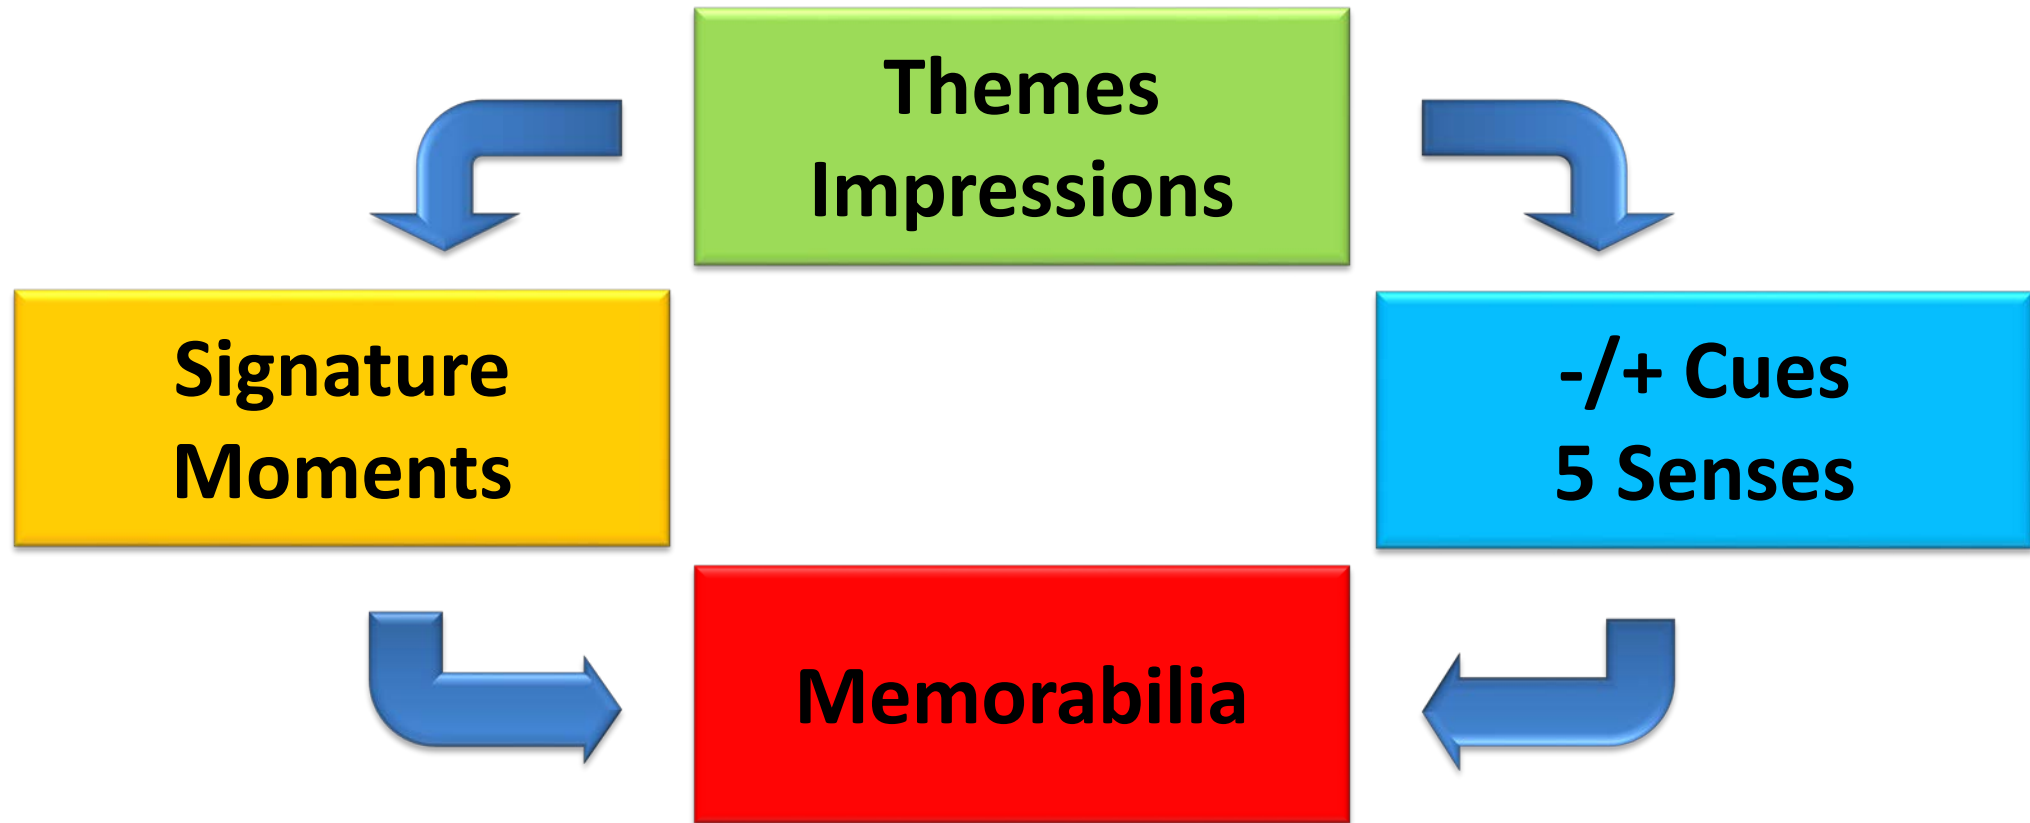 Themes
Impressions
Signature
Moments
-/+ Cues
5 Senses
Memorabilia